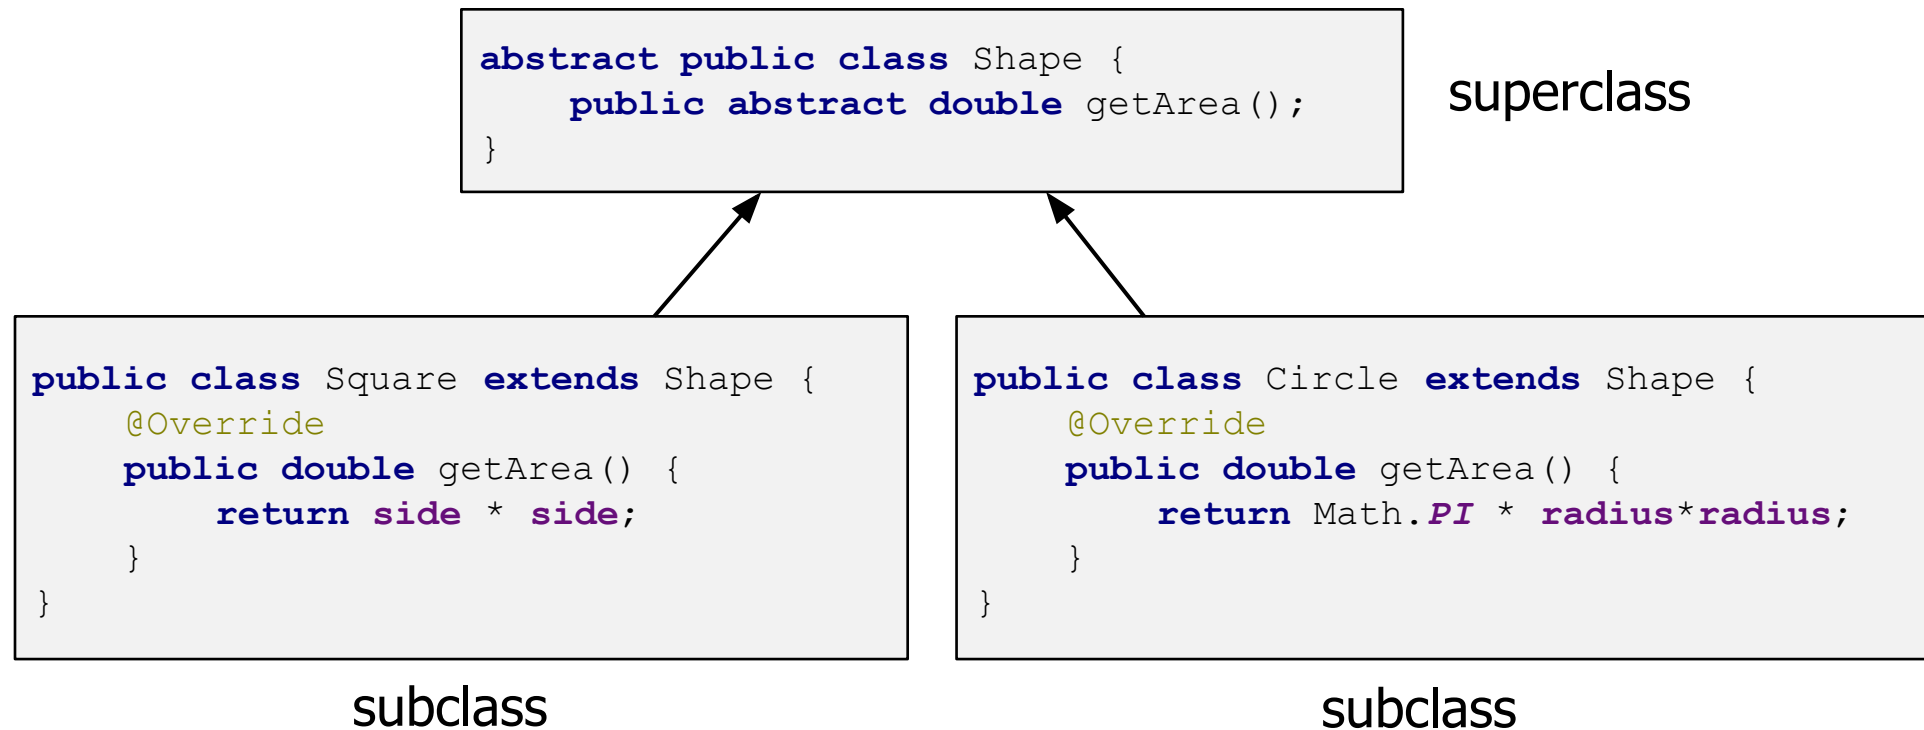 abstract public class Shape {
    public abstract double getArea();
}
superclass
public class Square extends Shape {
    @Override
    public double getArea() {
        return side * side;
    }
}
subclass
public class Circle extends Shape {
    @Override
    public double getArea() {
        return Math.PI * radius*radius;
    }
}
subclass